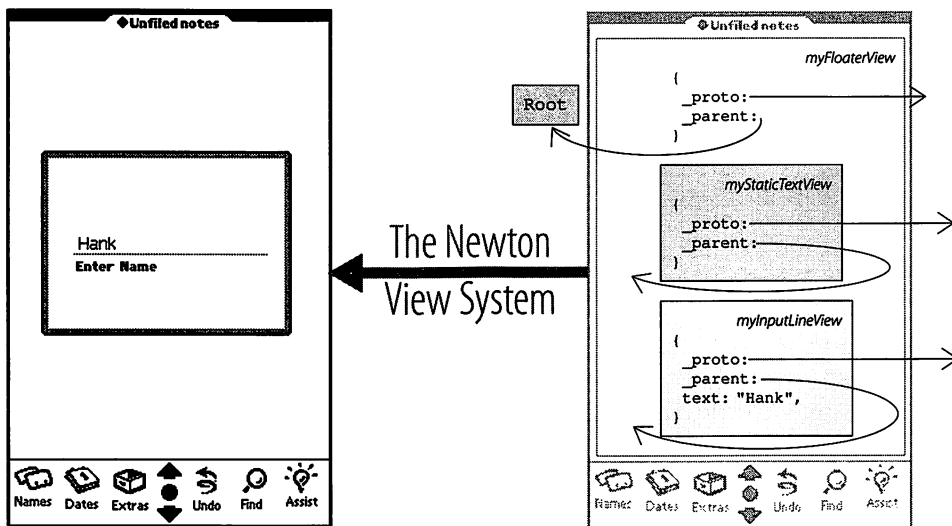 ◆Unfiled notes
Hank
Enter Name
Names Dates Extras Undo Find Assist
The Newton
View System
◆Unfiled notes
myFloaterView
{
_proto:
_parent:
}
Root
myStaticTextView
{
_proto:
_parent:
}
myInputLineView
{
_proto:
_parent:
text: "Hank",
}
Names Dates Extras Undo Find Assist